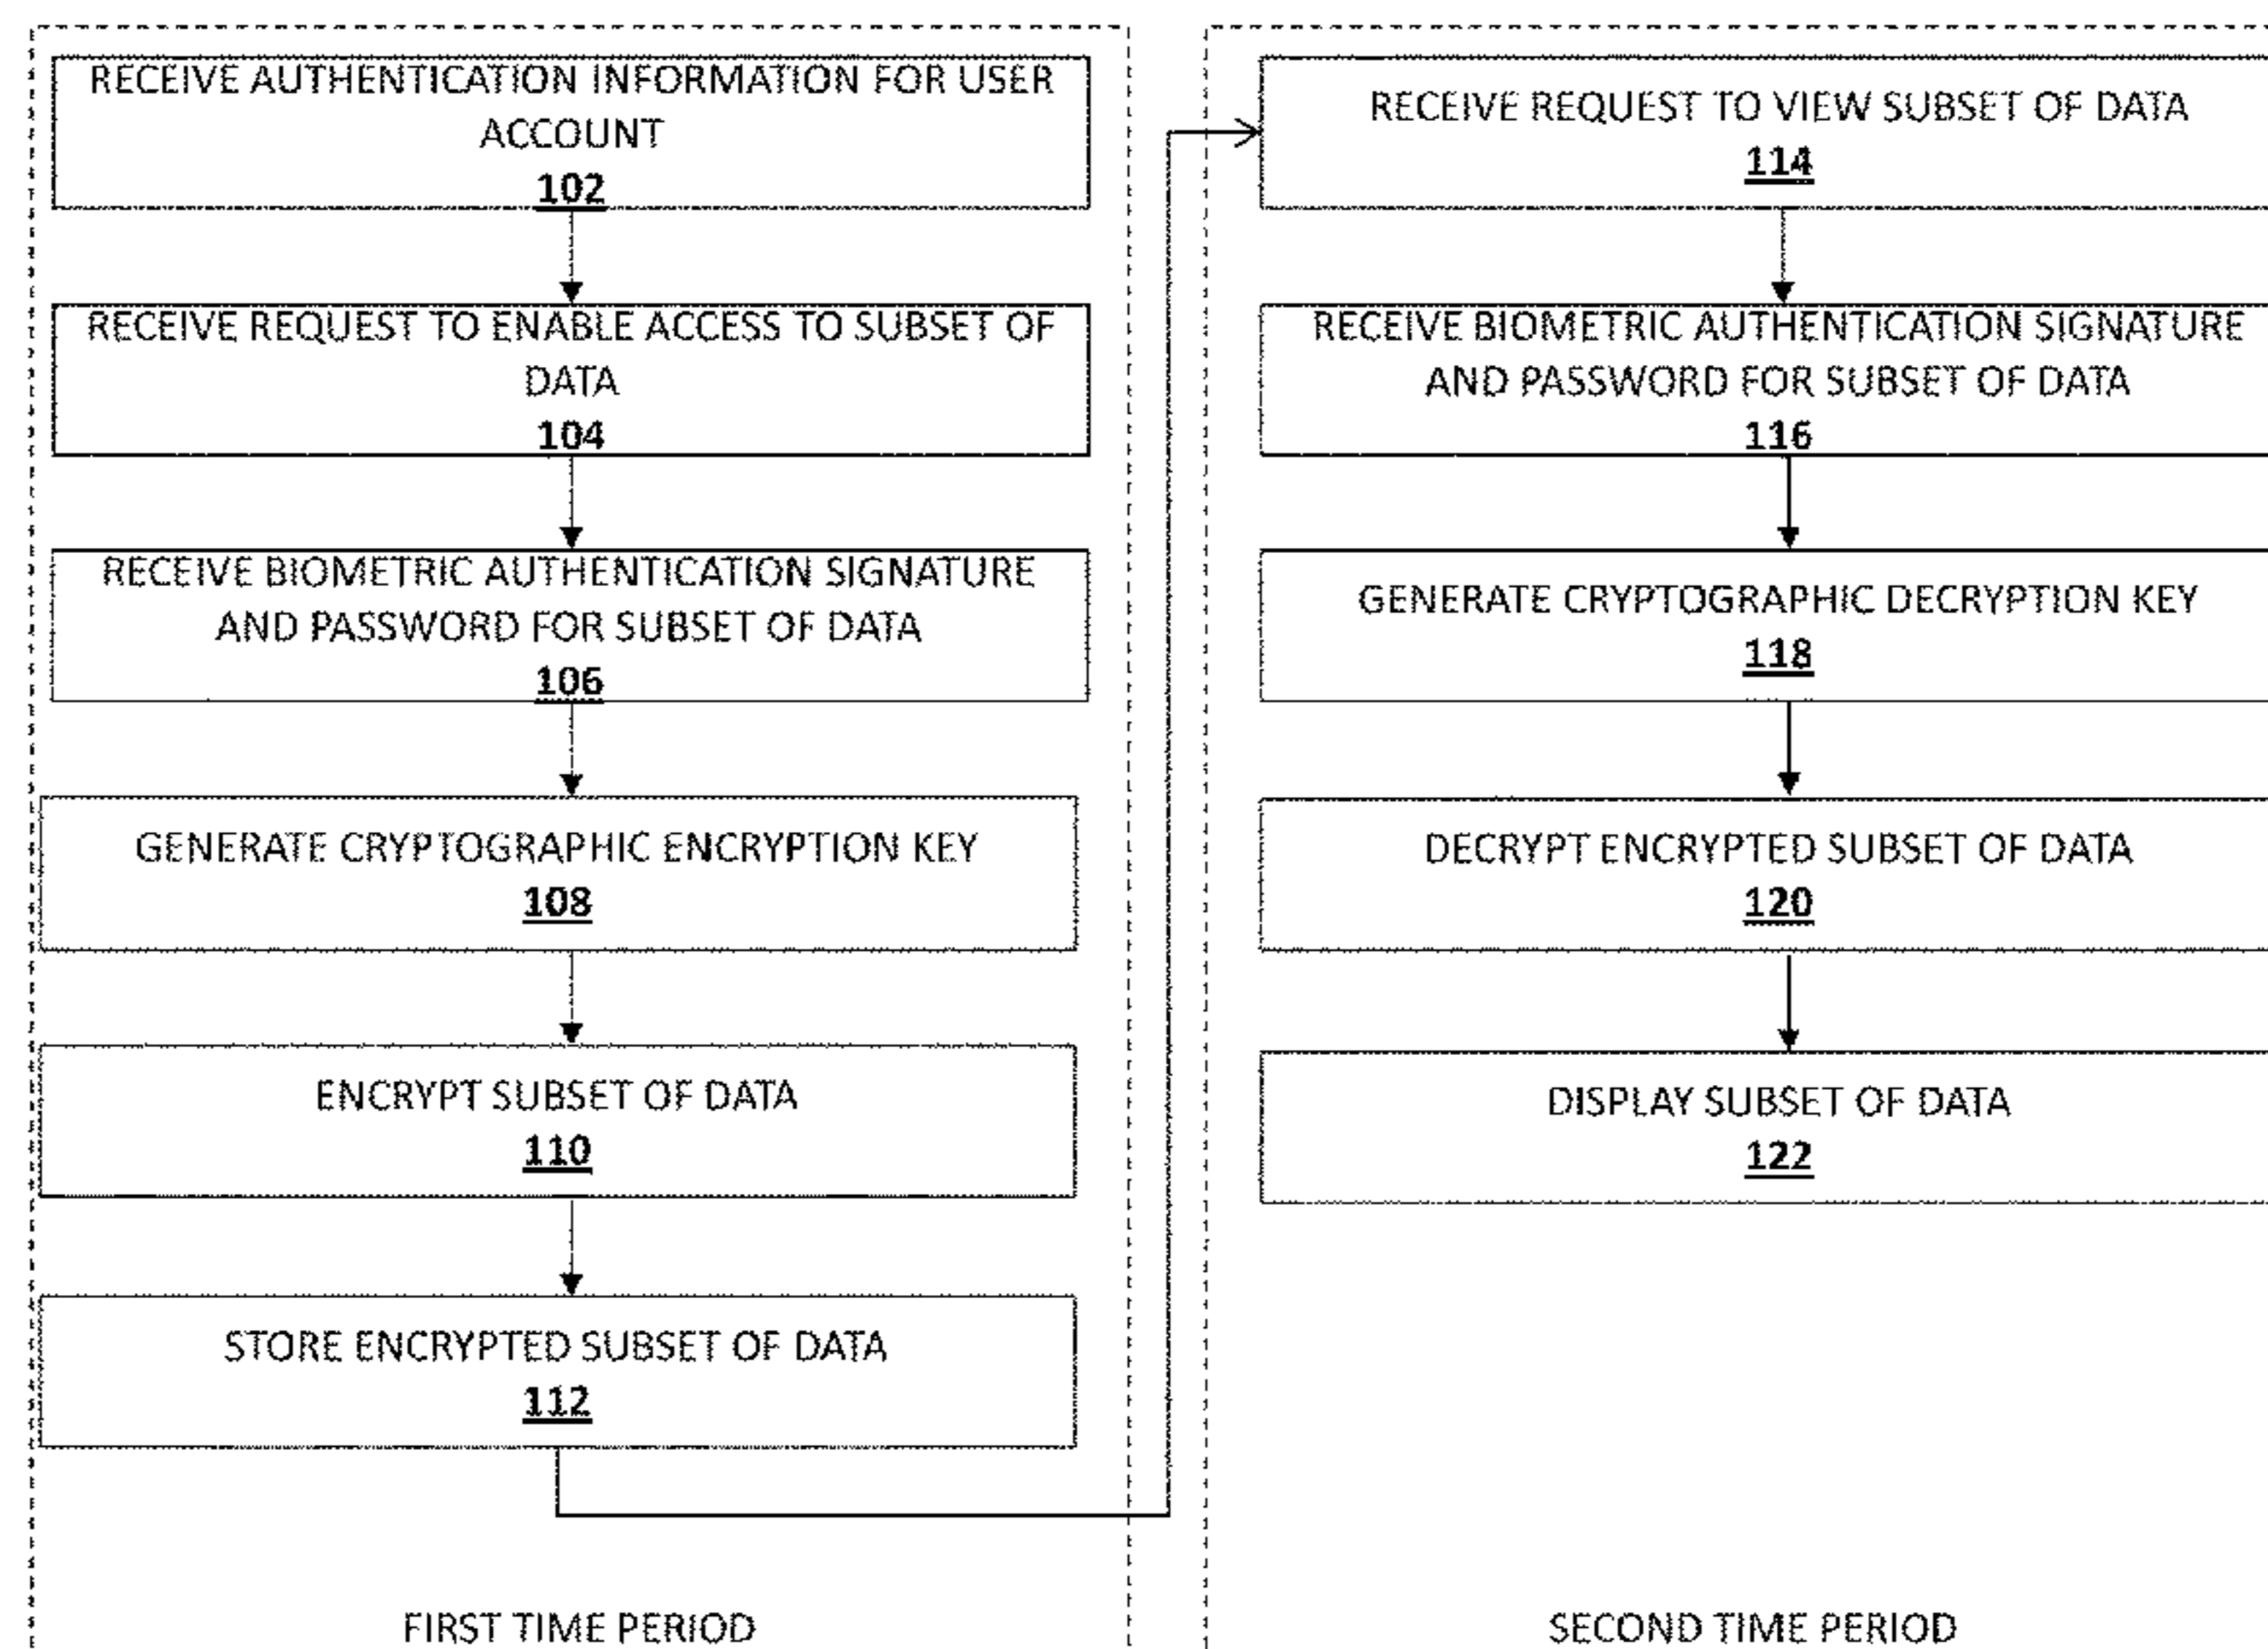 RECEIVE AUTHENTICATION INFORMATION FOR USER
ACCOUNT
102
RECEIVE REQUEST TO ENABLE ACCESS TO SUBSET OF
DATA
104
RECEIVE BIOMETRIC AUTHENTICATION SIGNATURE
AND PASSWORD FOR SUBSET OF DATA
106
GENERATE CRYPTOGRAPHIC ENCRYPTION KEY
108
ENCRYPT SUBSET OF DATA
110
STORE ENCRYPTED SUBSET OF DATA
112
FIRST TIME PERIOD
RECEIVE REQUEST TO VIEW SUBSET OF DATA
114
RECEIVE BIOMETRIC AUTHENTICATION SIGNATURE
AND PASSWORD FOR SUBSET OF DATA
116
GENERATE CRYPTOGRAPHIC DECRYPTION KEY
118
DECRYPT ENCRYPTED SUBSET OF DATA
120
DISPLAY SUBSET OF DATA
122
SECOND TIME PERIOD